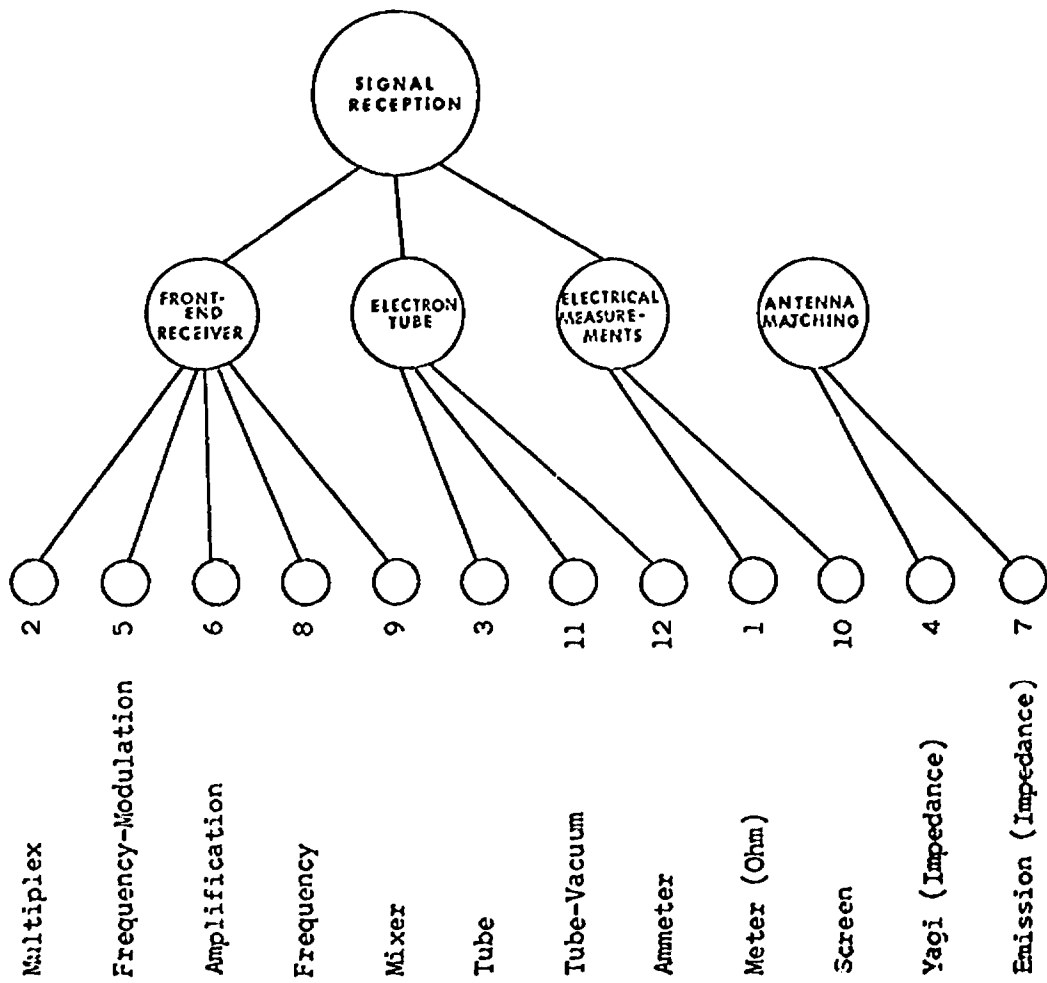 SIGNAL
RECEPTION
FRONT-
END
RECEIVER
ELECTRON
TUBE
ELECTRICAL
MEASURE-
MENTS
ANTENNA
MATCHING
2
5
6
8
9
3
11
12
1
10
4
7
Multiplex
Frequency-Modulation
Amplification
Frequency
Mixer
Tube
Tube-Vacuum
Ammeter
Meter (Ohm)
Screen
Yagi (Impedance)
Emission (Impedance)